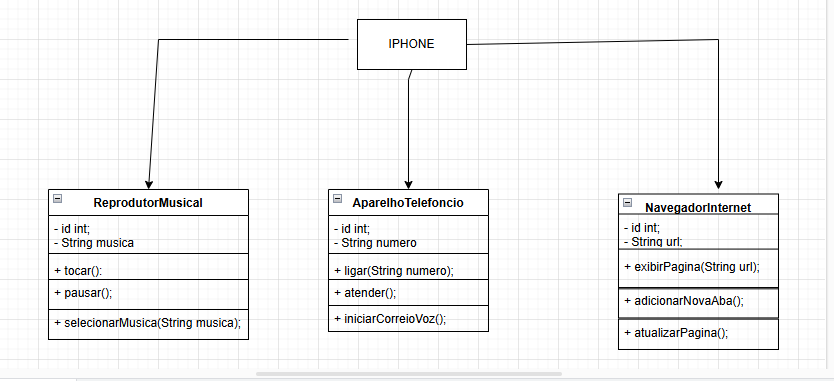 IPHONE
ReprodutorMusical
- id int;
- String musica
+ tocar():
+ pausar();
+ selecionarMusica(String musica);
AparelhoTelefoncio
- id int;
- String numero
+ ligar(String numero);
+ atender();
+ iniciarCorreioVoz();
NavegadorInternet
- id int;
- String url;
+ exibirPagina(String url);
+ adicionarNovaAba();
+ atualizarPagina();